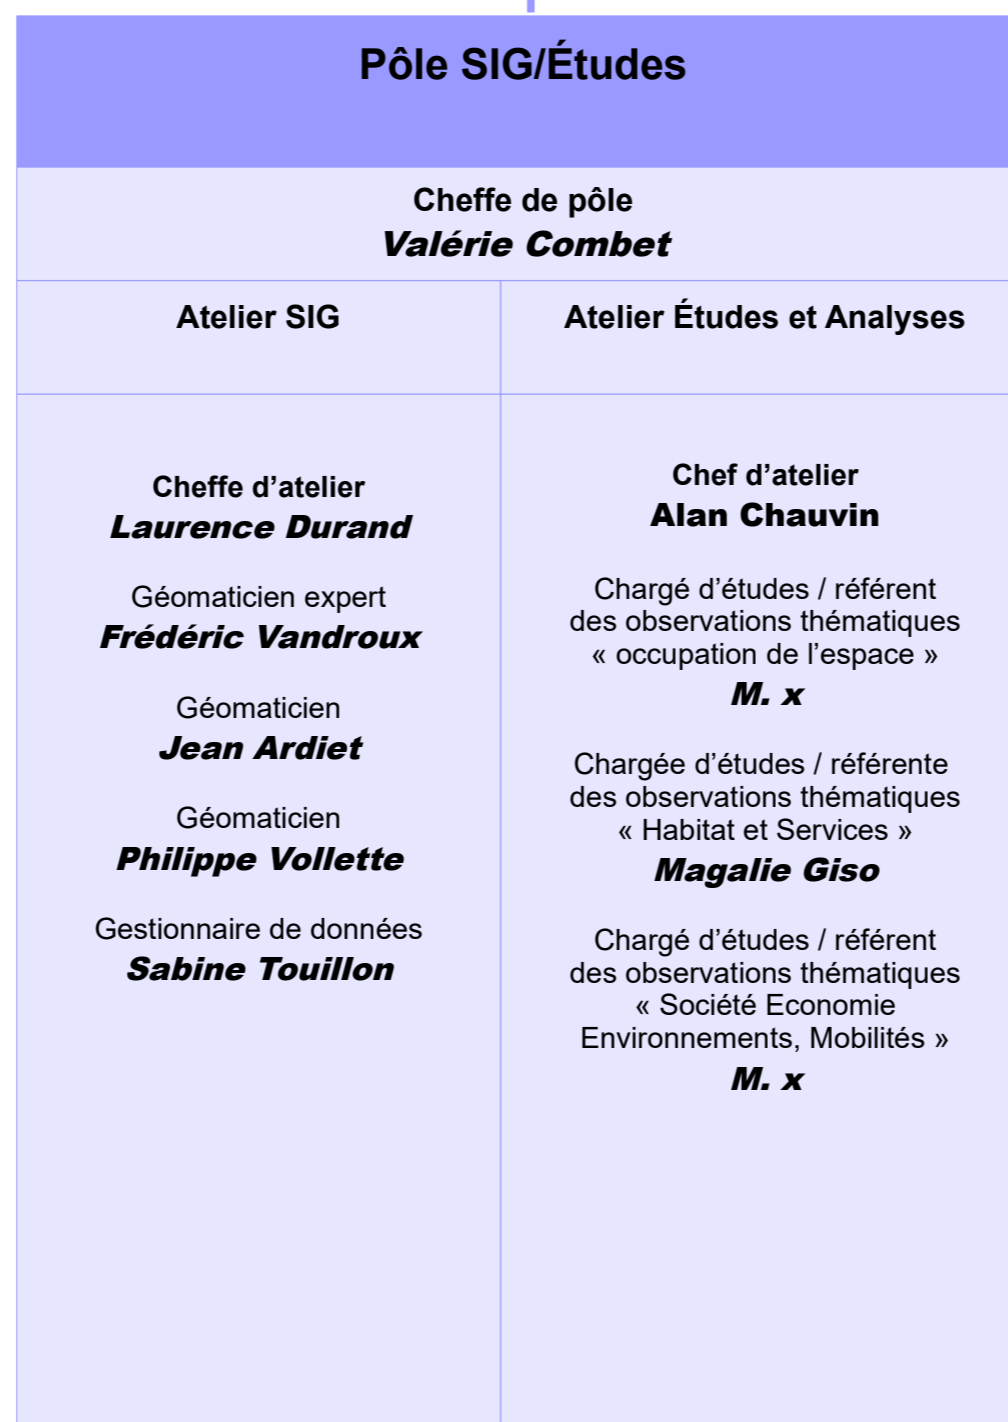 Pôle SIG/Études
Cheffe de pôle
Valérie Combet
Atelier SIG
Cheffe d’atelier
Laurence Durand
Géomaticien expert
Frédéric Vandroux
Géomaticien
Jean Ardiet
Géomaticien
Philippe Vollette
Gestionnaire de données
Sabine Touillon
Atelier Études et Analyses
Chef d’atelier
Alan Chauvin
Chargé d’études / référent
des observations thématiques
« occupation de l’espace »
M. x
Chargée d’études / référente
des observations thématiques
« Habitat et Services »
Magalie Giso
Chargé d’études / référent
des observations thématiques
« Société Economie
Environnements, Mobilités »
M. x